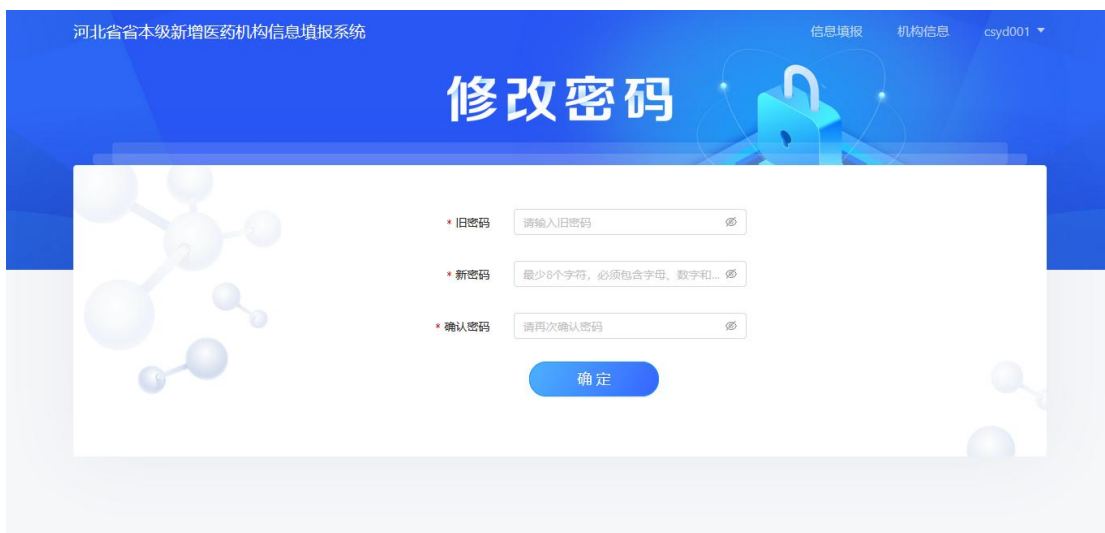 河北省省本级新增医药机构信息填报系统 信息填报 机构信息 csyd001
修改密码
* 旧密码 请输入旧密码
* 新密码 最少8个字符，必须包含字母、数字和...
* 确认密码 请再次确认密码
确定